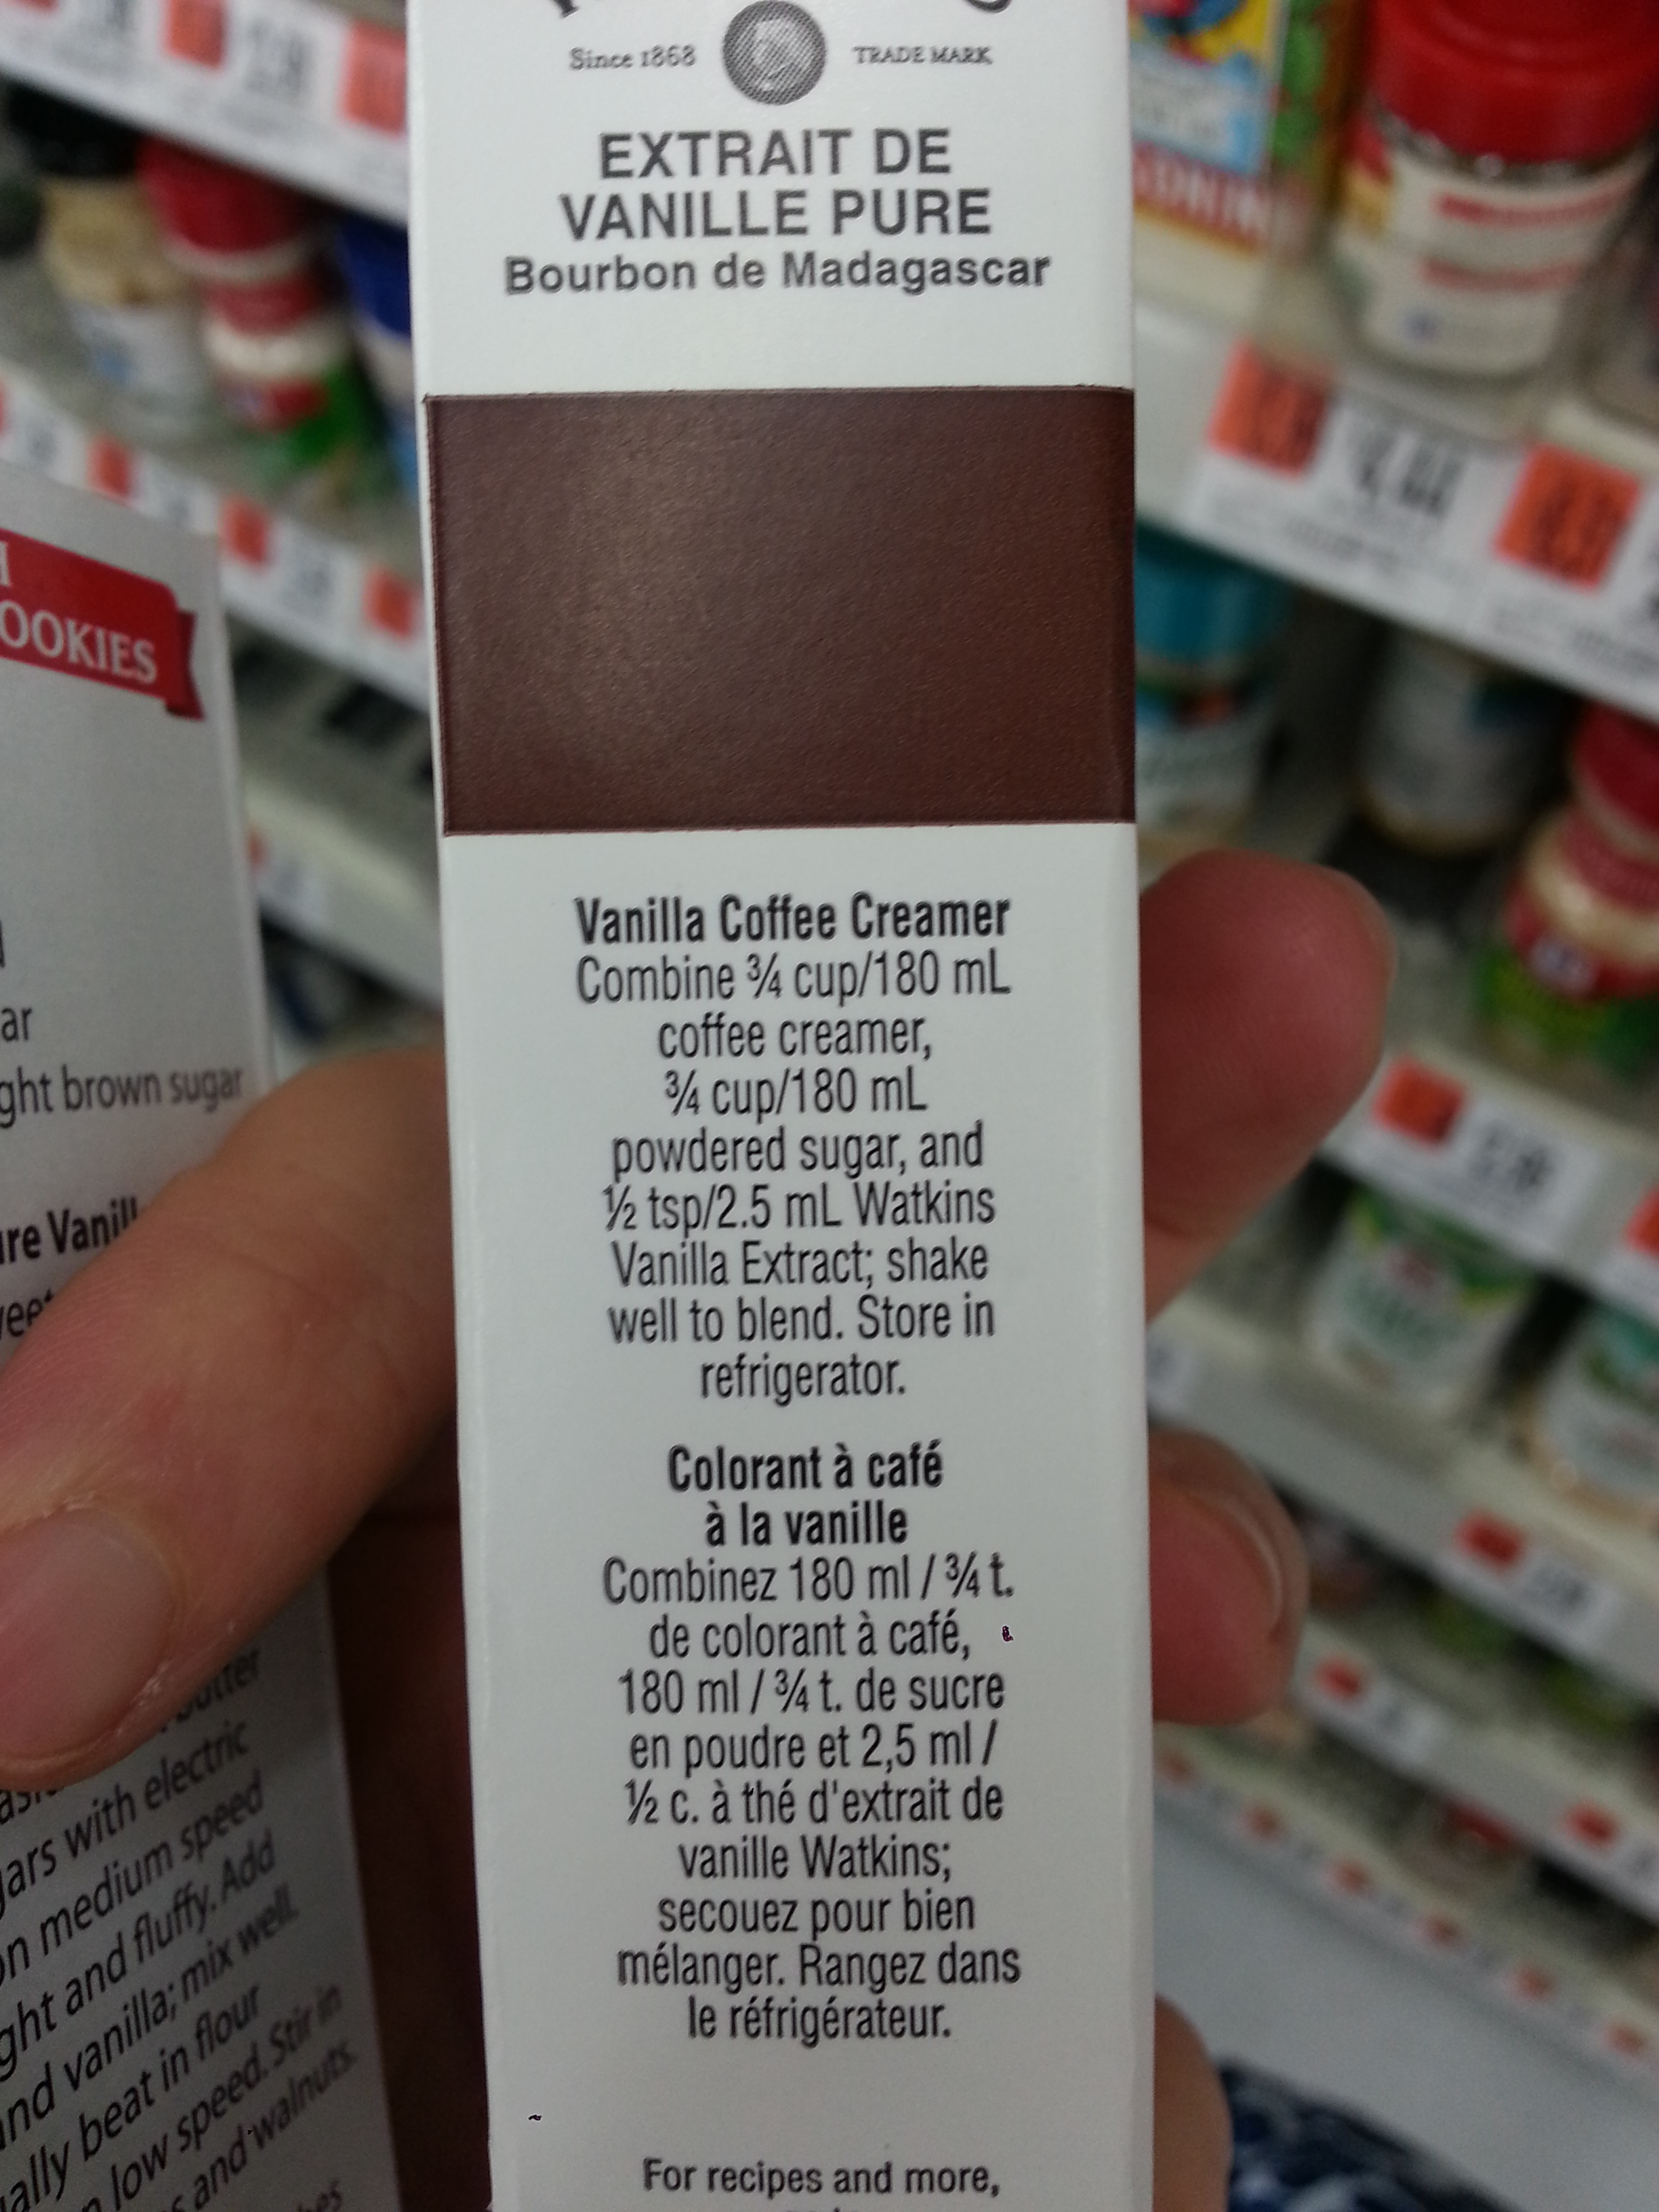 Since 1868 TRADE MARK
EXTRAIT DE
VANILLE PURE
Bourbon de Madagascar
Vanilla Coffee Creamer
Combine ¾ cup/180 mL
coffee creamer,
¾ cup/180 mL
powdered sugar, and
½ tsp/2.5 mL Watkins
Vanilla Extract; shake
well to blend. Store in
refrigerator.
Colorant à café
à la vanille
Combinez 180 ml / ¾ t.
de colorant à café,
180 ml / ¾ t. de sucre
en poudre et 2,5 ml /
½ c. à thé d'extrait de
vanille Watkins;
secouez pour bien
mélanger. Rangez dans
le réfrigérateur.
For recipes and more,
OOKIES
ar
ght brown sugar
ure Vanill
ars with electric
on medium speed
ght and fluffy. Add
nd vanilla; mix well.
ally beat in flour
low speed. Stir in
and walnuts.